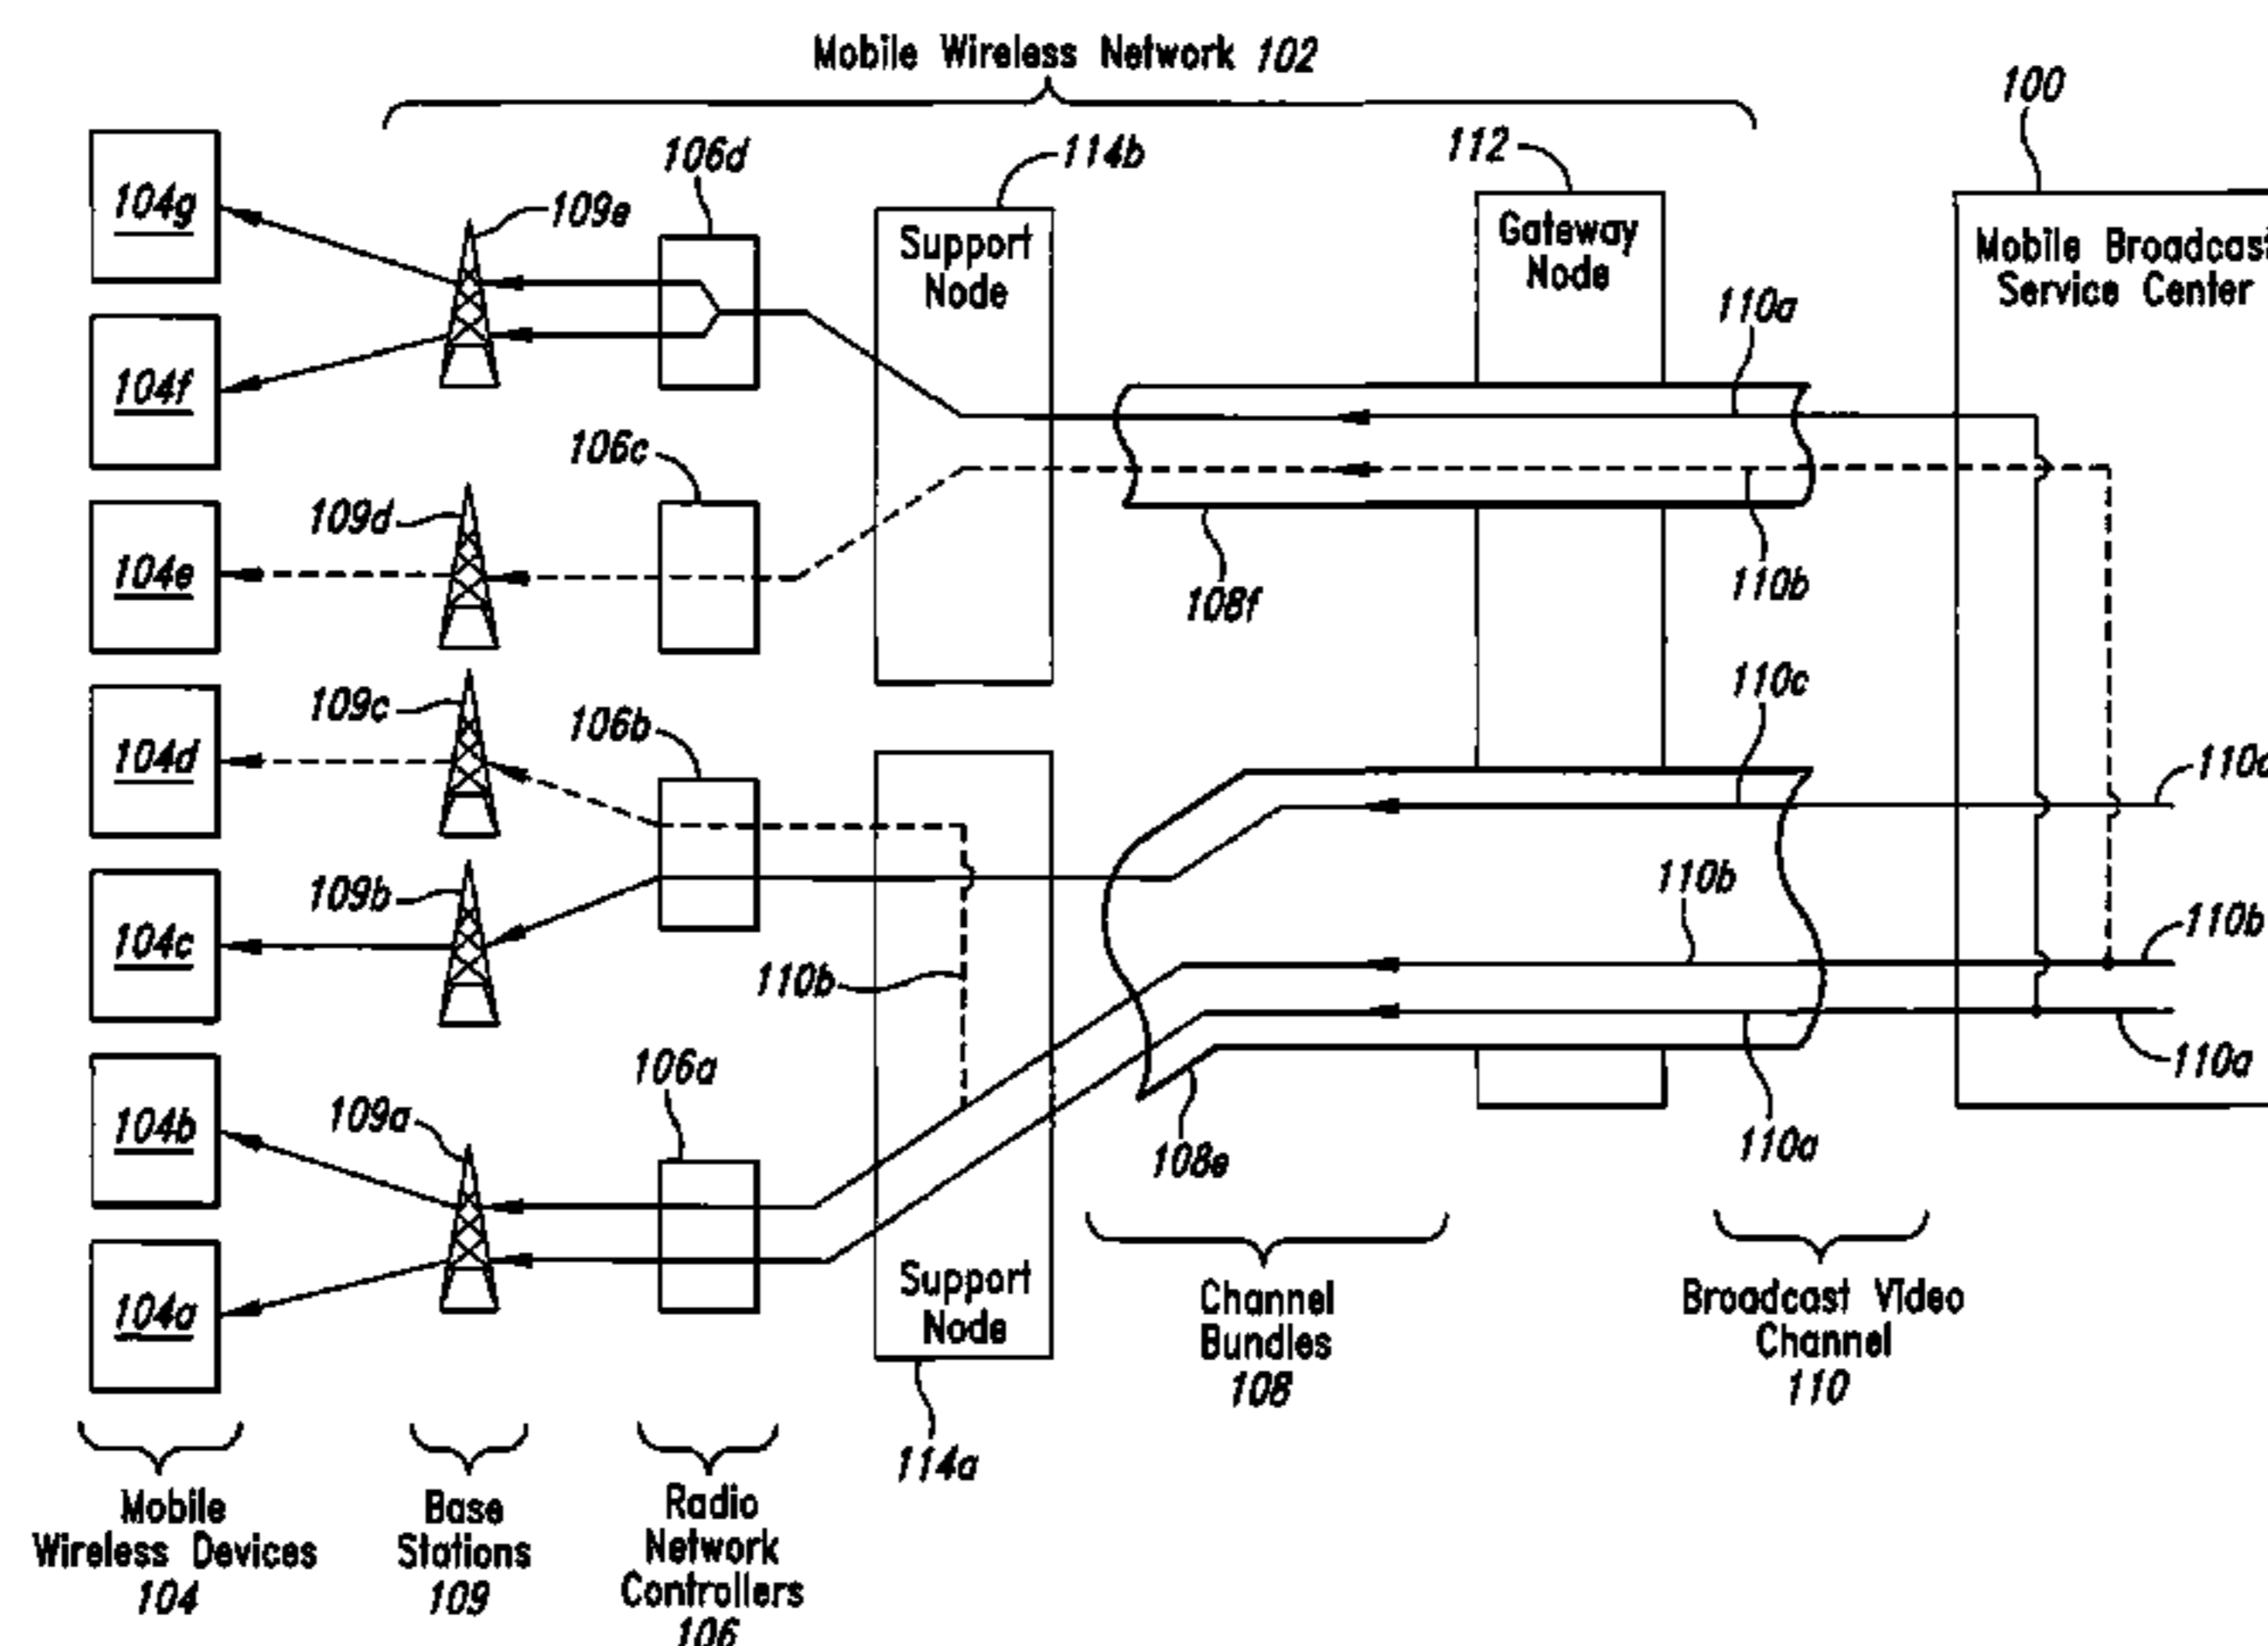 Mobile Wireless Network 102
100
106d
114b
112
104g
109e
Support
Node
Gateway
Node
Mobile Broadcas
Service Center
110a
104f
106c
109d
104e
108f
110b
110c
109c
106b
104d
110
109b
110b
110b
104c
110b
106a
110a
109a
104b
110a
108e
104a
Support
Node
Channel
Bundles
108
Broadcast Video
Channel
110
114a
Mobile
Wireless Devices
104
Base
Stations
109
Radio
Network
Controllers
106